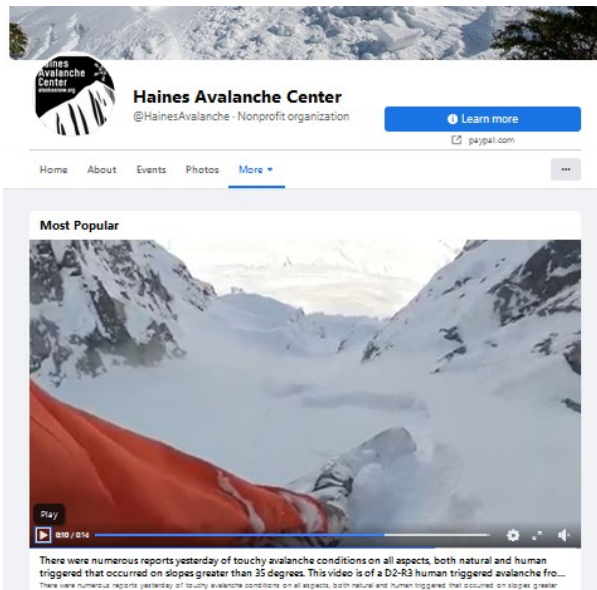 Haines
Avalanche
Center
alaskasnow.org
Haines Avalanche Center
@HainesAvalanche · Nonprofit organization
Learn more
paypal.com
Home About Events Photos More
Most Popular
Play
0:10 / 0:14
There were numerous reports yesterday of touchy avalanche conditions on all aspects, both natural and human
triggered that occurred on slopes greater than 35 degrees. This video is of a D2-R3 human triggered avalanche fro...
There were numerous reports yesterday of touchy avalanche conditions on all aspects, both natural and human triggered that occurred on slopes greater